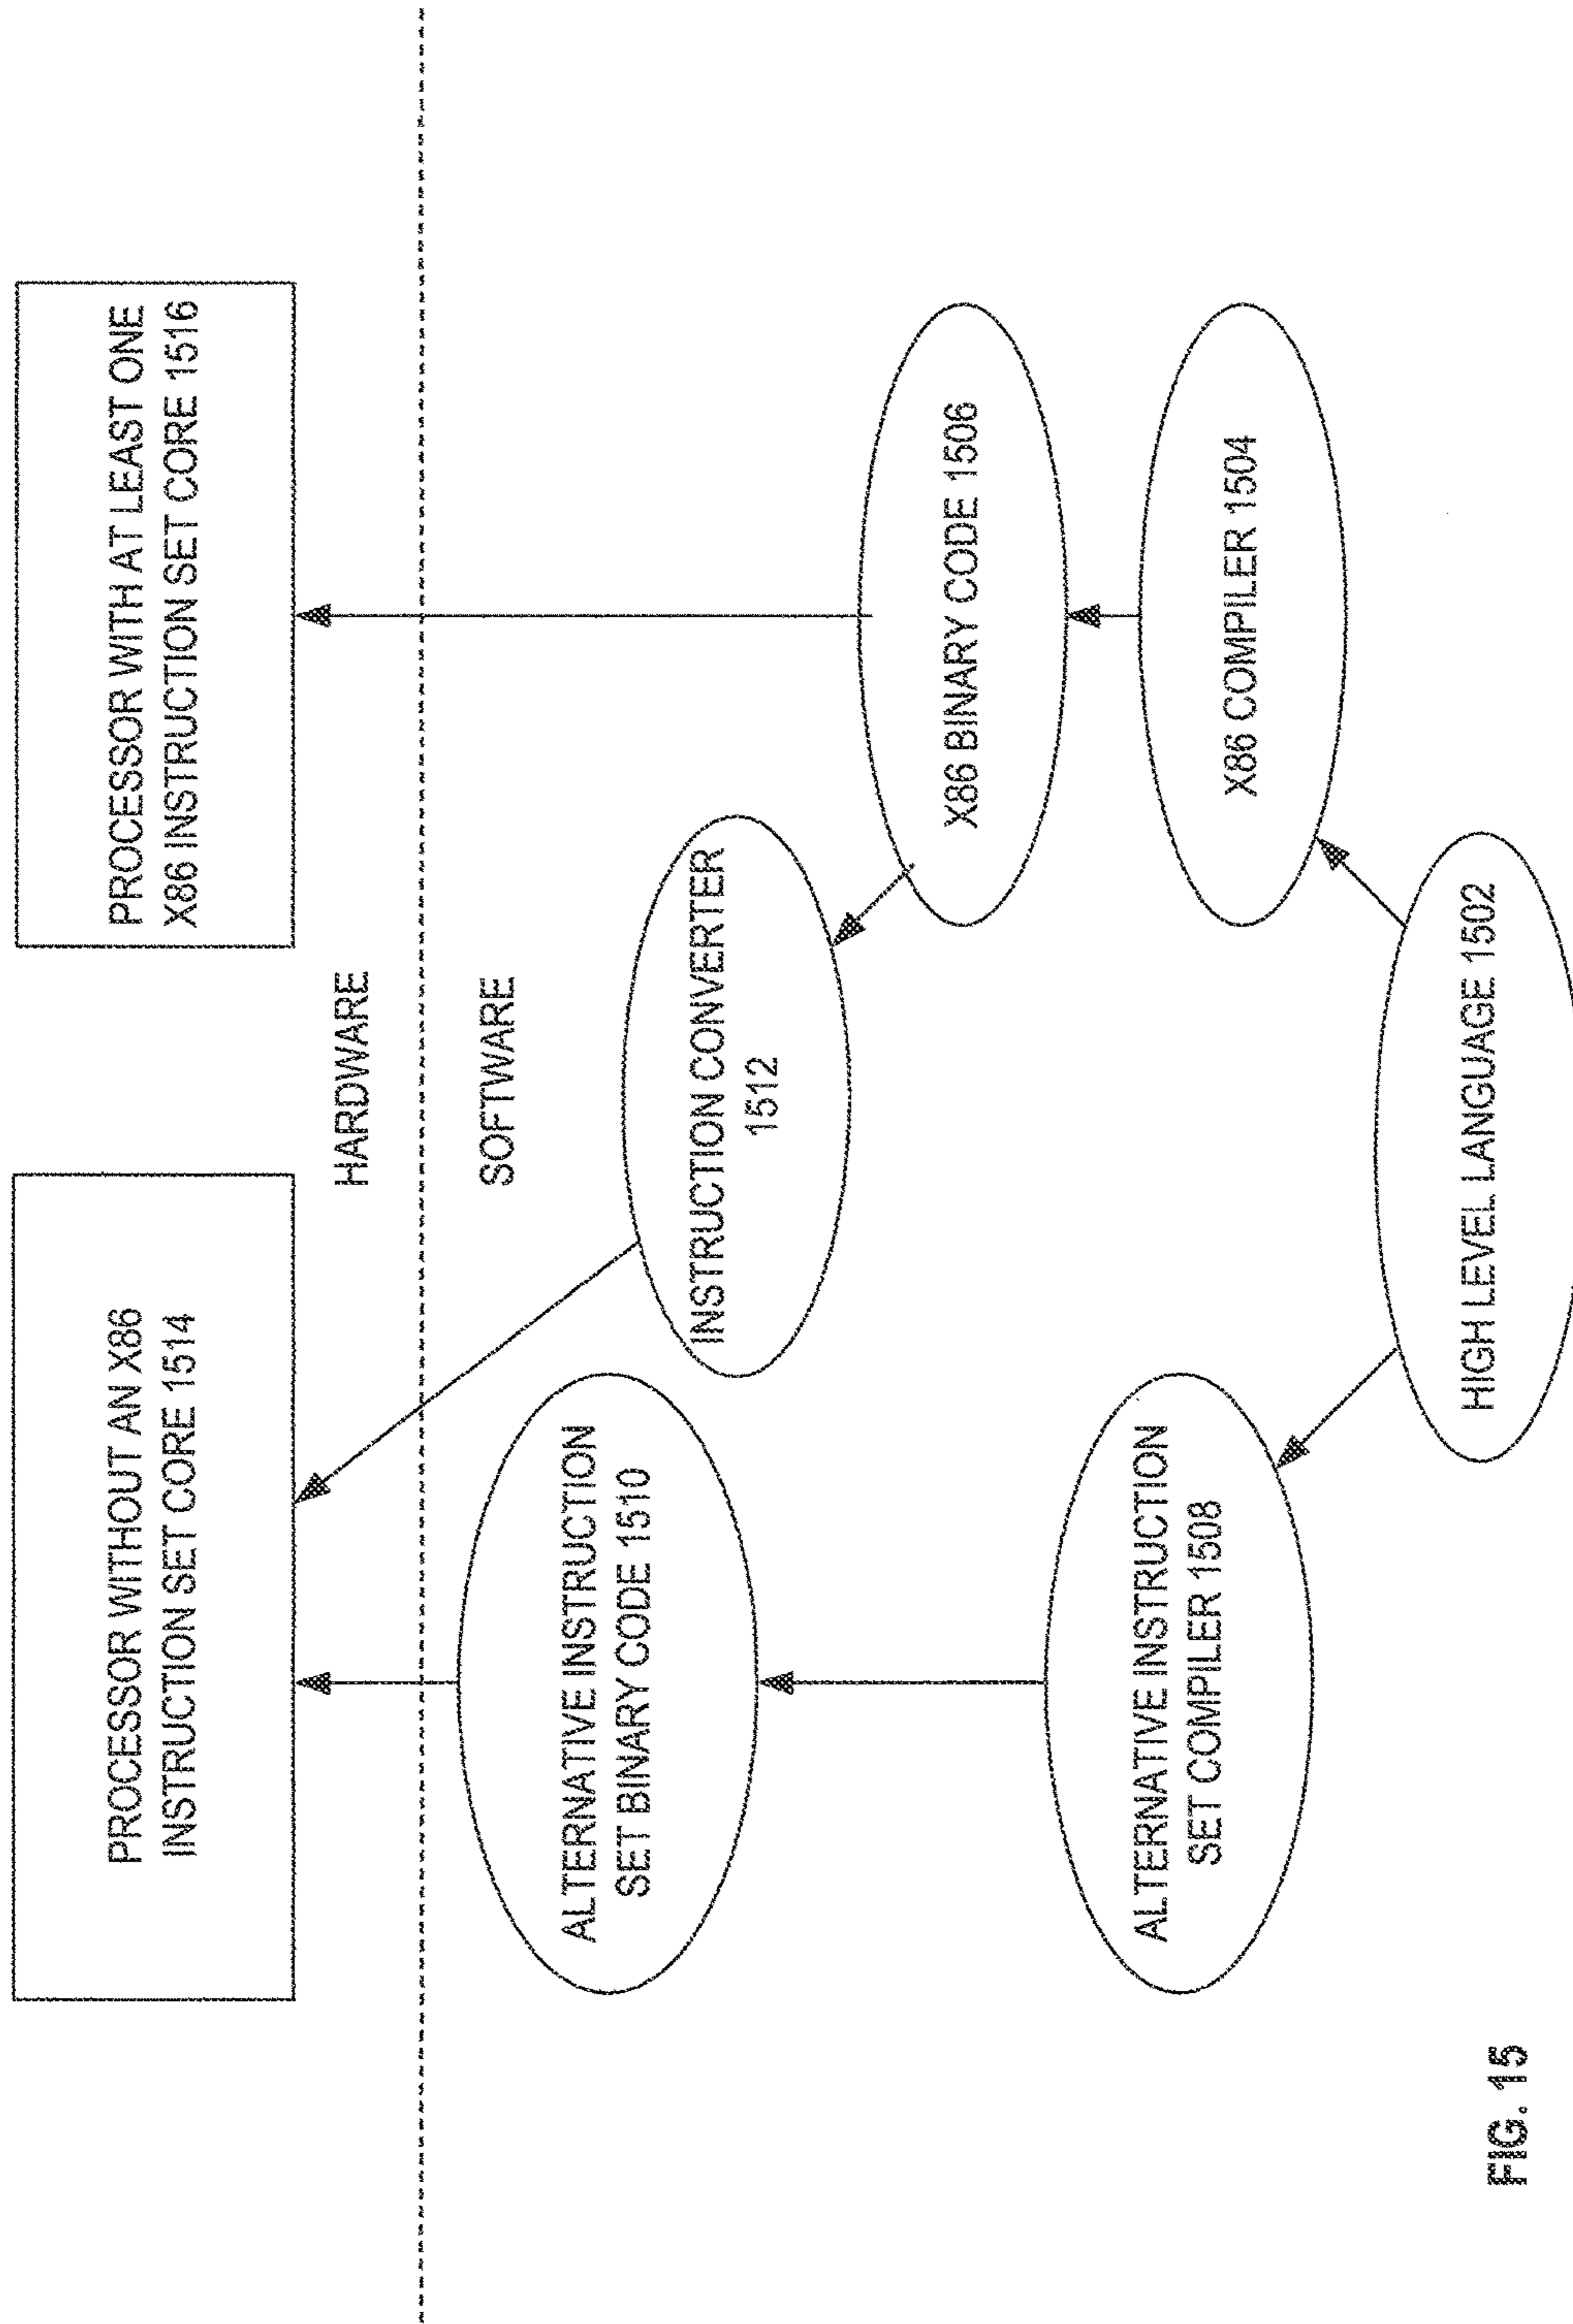 PROCESSOR WITHOUT AN X86
INSTRUCTION SET CORE 1514
PROCESSOR WITH AT LEAST ONE
X86 INSTRUCTION SET CORE 1516
HARDWARE
SOFTWARE
ALTERNATIVE INSTRUCTION
SET BINARY CODE 1510
INSTRUCTION CONVERTER
1512
X86 BINARY CODE 1506
ALTERNATIVE INSTRUCTION
SET COMPILER 1508
X86 COMPILER 1504
HIGH LEVEL LANGUAGE 1502
FIG. 15